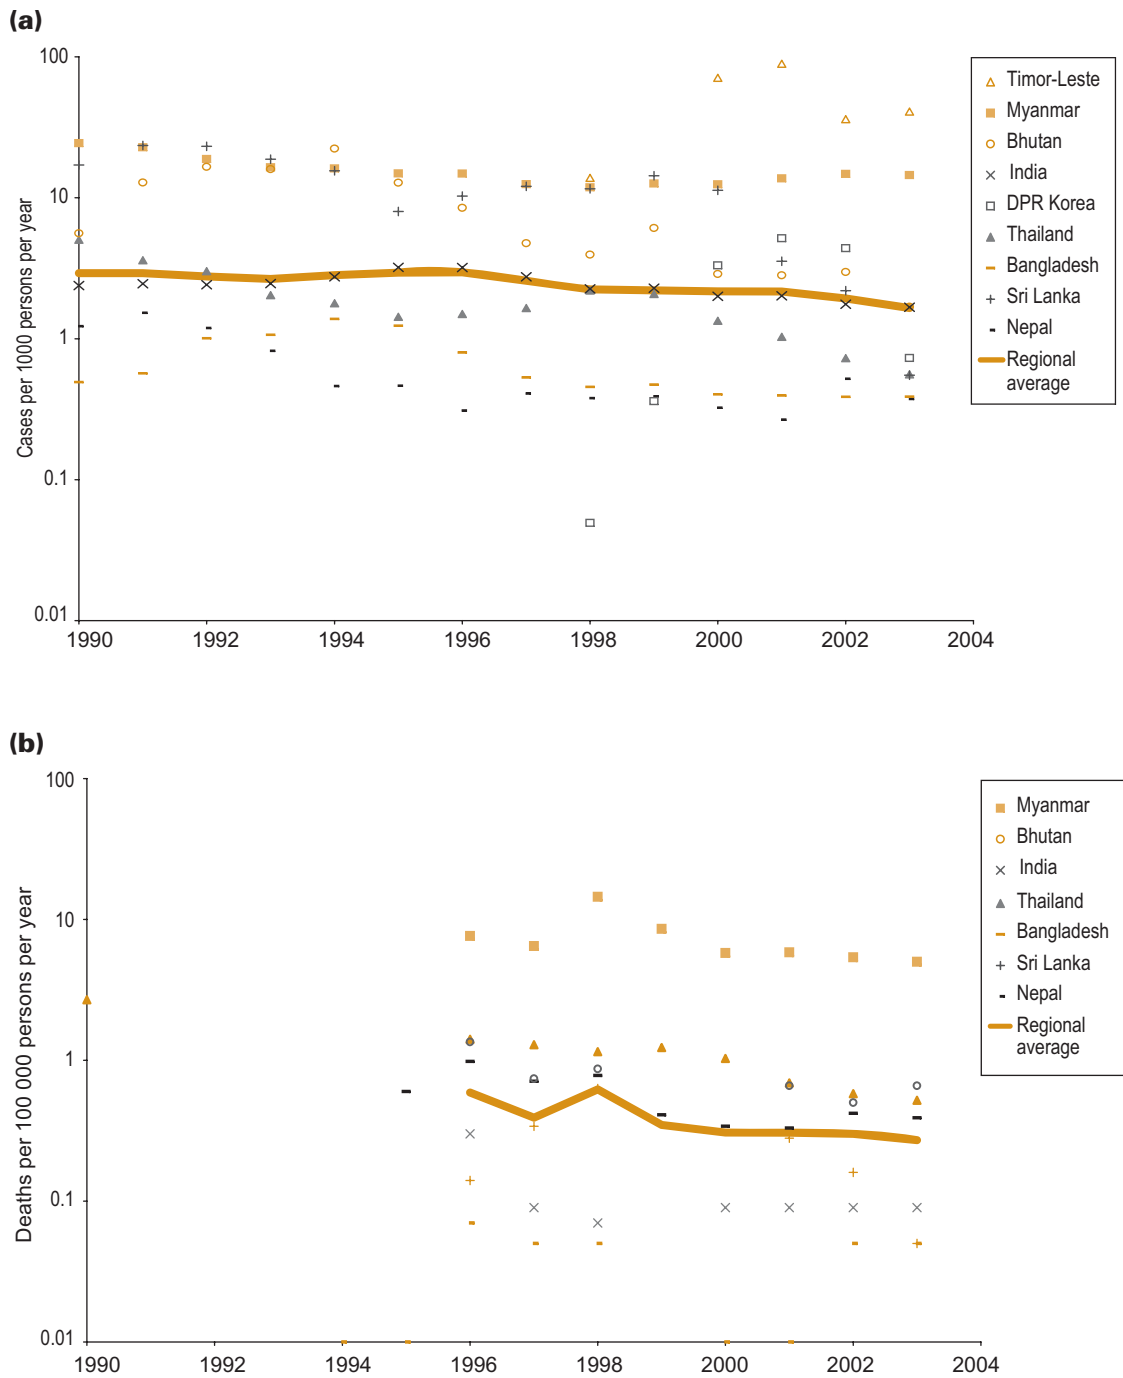 (a)
100
10
1
0.1
0.01
Cases per 1000 persons per year
1990 1992 1994 1996 1998 2000 2002 2004
Timor-Leste
Myanmar
Bhutan
India
DPR Korea
Thailand
Bangladesh
Sri Lanka
Nepal
Regional
average
(b)
100
10
1
0.1
0.01
Deaths per 100 000 persons per year
1990 1992 1994 1996 1998 2000 2002 2004
Myanmar
Bhutan
India
Thailand
Bangladesh
Sri Lanka
Nepal
Regional
average